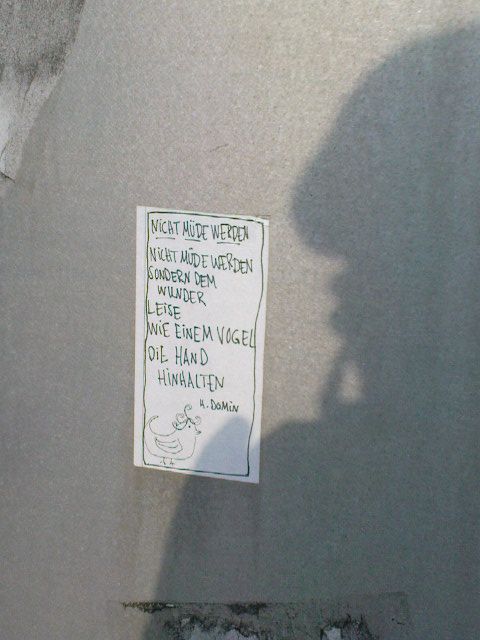 NICHT MÜDE WERDEN
NICHT MÜDE WERDEN
SONDERN DEM
WUNDER
LEISE
WIE EINEM VOGEL
DIE HAND
HINHALTEN
H. DOMIN